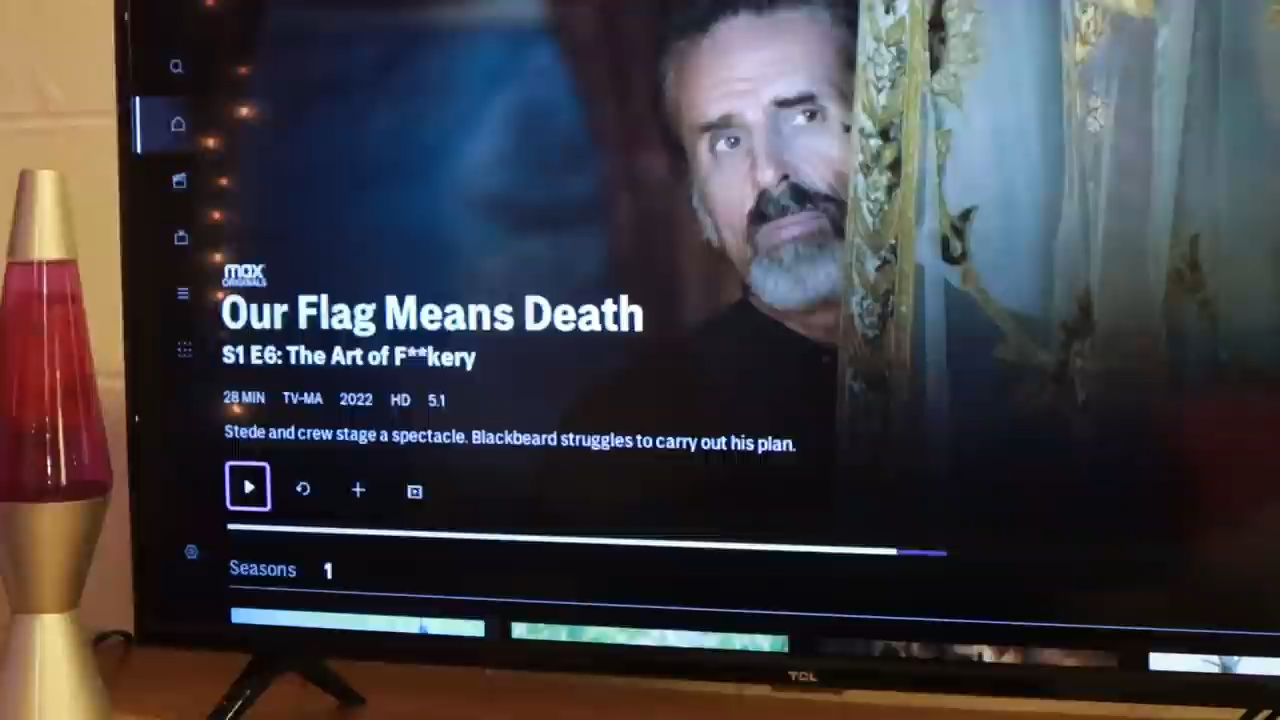 max
ORIGINALS
Our Flag Means Death
S1 E6: The Art of F**kery
28 MIN TV-MA 2022 HD 5.1
Stede and crew stage a spectacle. Blackbeard struggles to carry out his plan.
Seasons 1
TCL